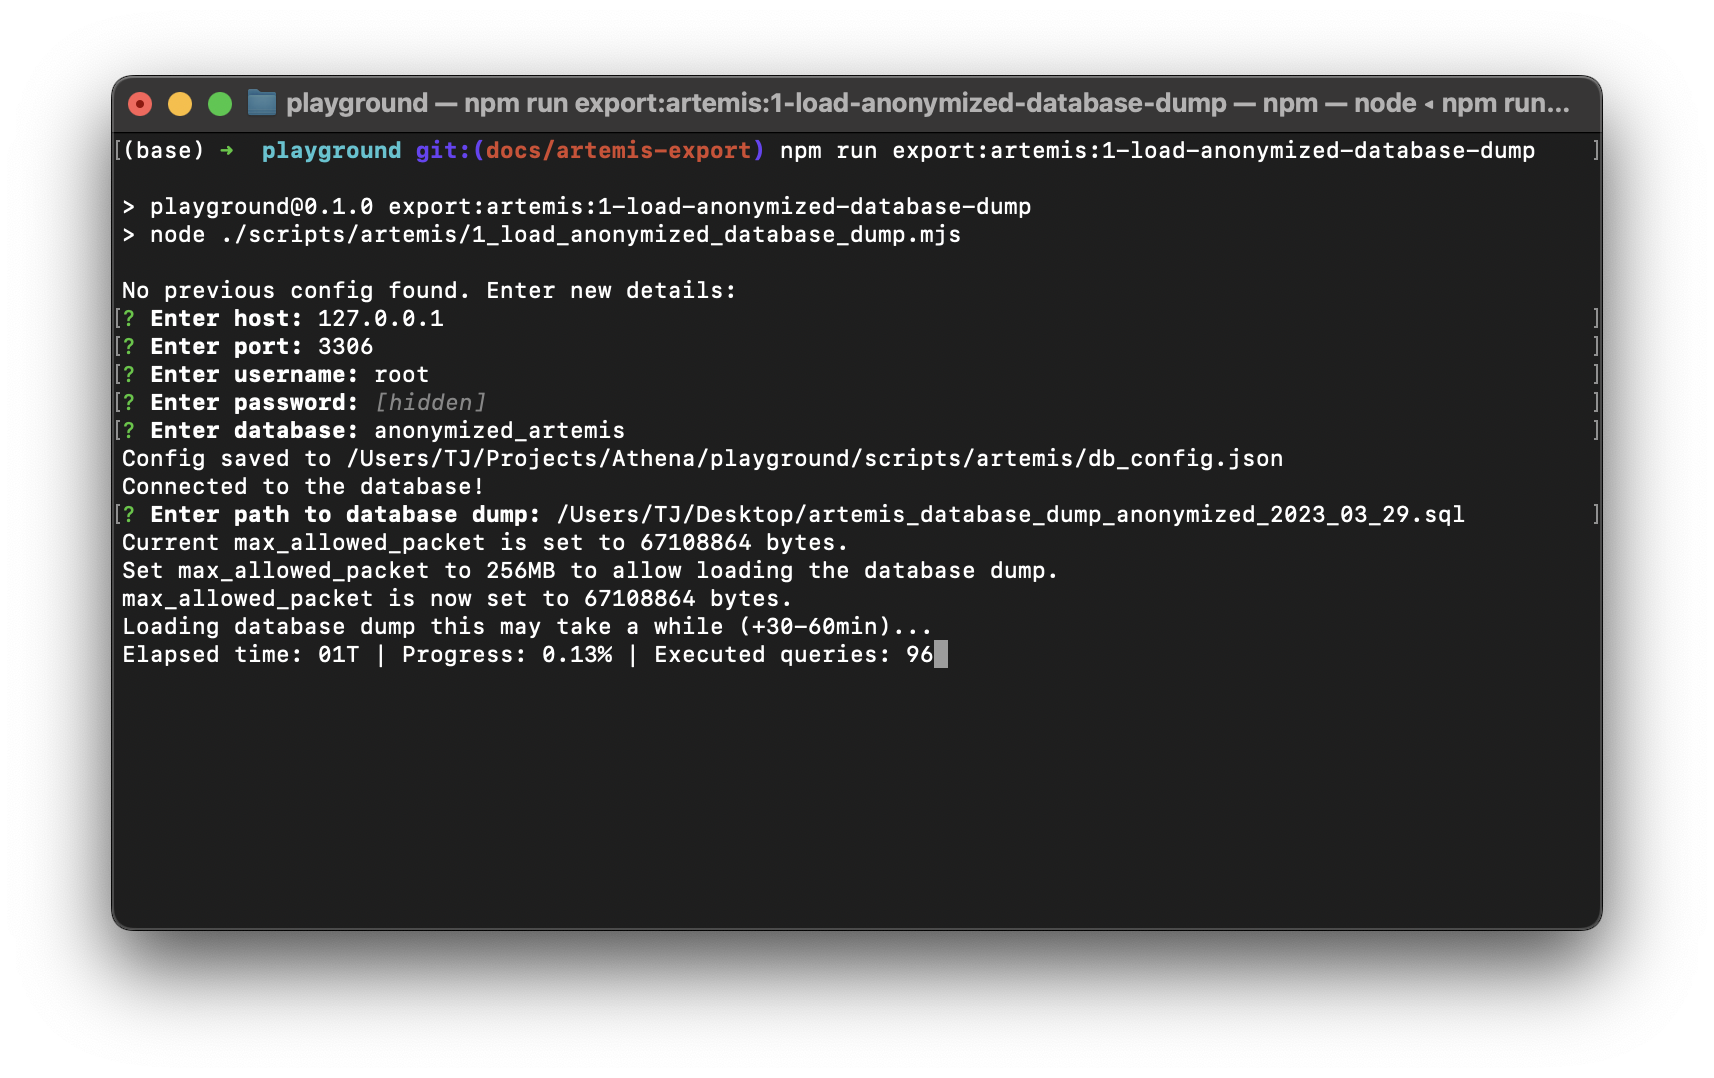 playground — npm run export:artemis:1-load-anonymized-database-dump — npm — node ◂ npm run...
(base) ➜  playground git:(docs/artemis-export) npm run export:artemis:1-load-anonymized-database-dump
> playground@0.1.0 export:artemis:1-load-anonymized-database-dump
> node ./scripts/artemis/1_load_anonymized_database_dump.mjs
No previous config found. Enter new details:
? Enter host: 127.0.0.1
? Enter port: 3306
? Enter username: root
? Enter password: [hidden]
? Enter database: anonymized_artemis
Config saved to /Users/TJ/Projects/Athena/playground/scripts/artemis/db_config.json
Connected to the database!
? Enter path to database dump: /Users/TJ/Desktop/artemis_database_dump_anonymized_2023_03_29.sql
Current max_allowed_packet is set to 67108864 bytes.
Set max_allowed_packet to 256MB to allow loading the database dump.
max_allowed_packet is now set to 67108864 bytes.
Loading database dump this may take a while (+30-60min)...
Elapsed time: 01T | Progress: 0.13% | Executed queries: 96